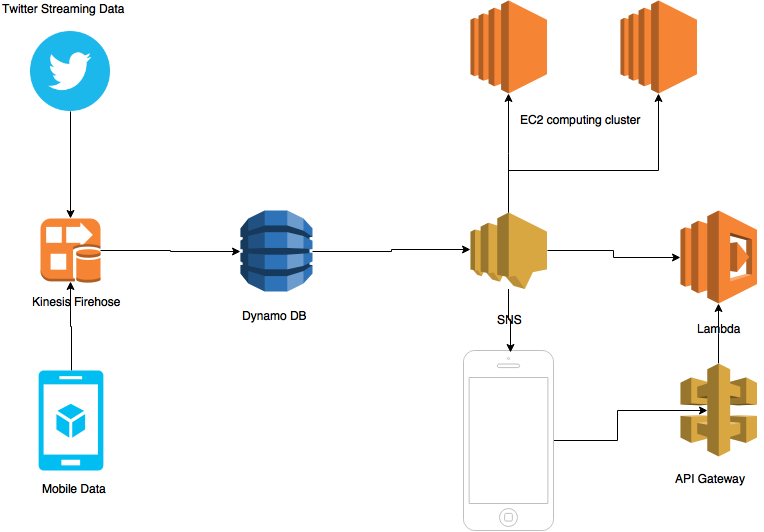 Twitter Streaming Data
EC2 computing cluster
Kinesis Firehose
Dynamo DB
SNS
Lambda
Mobile Data
API Gateway